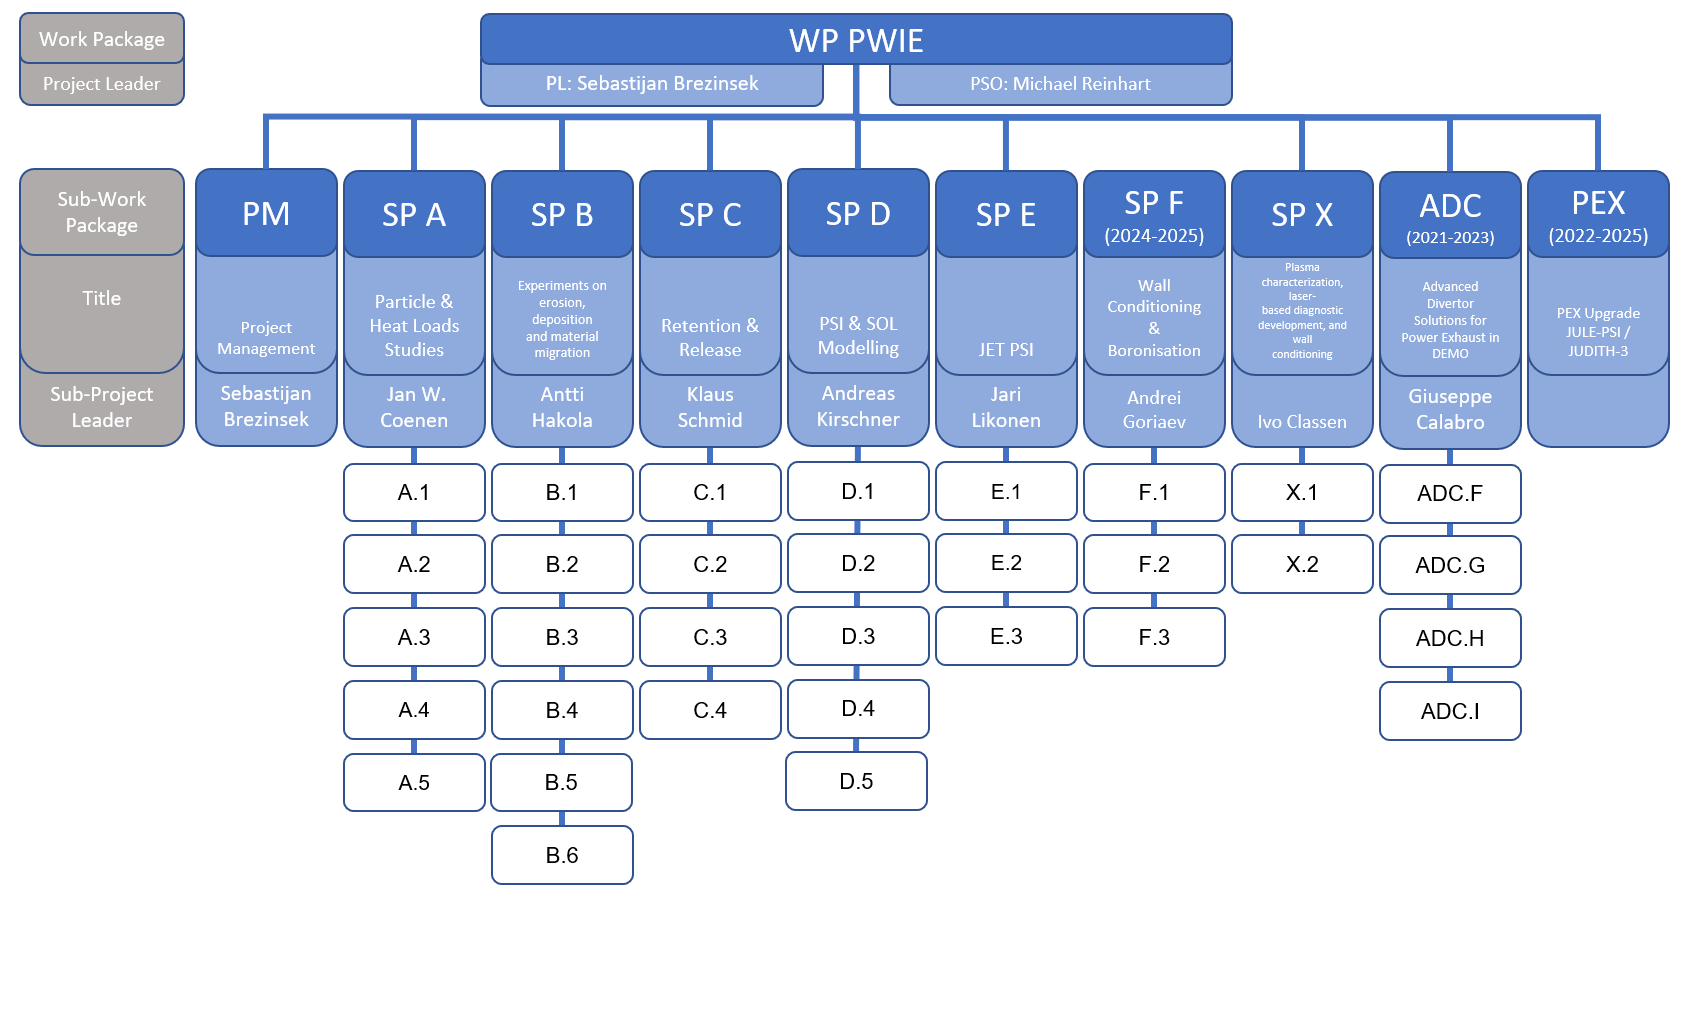 Work Package
Project Leader
WP PWIE
PL: Sebastijan Brezinsek
PSO: Michael Reinhart
Sub-Work
Package
Title
Sub-Project
Leader
PM
Project
Management
Sebastijan
Brezinsek
SP A
Particle &
Heat Loads
Studies
Jan W.
Coenen
A.1
A.2
A.3
A.4
A.5
SP B
Experiments on
erosion,
deposition
and material
migration
Antti
Hakola
B.1
B.2
B.3
B.4
B.5
B.6
SP C
Retention &
Release
Klaus
Schmid
C.1
C.2
C.3
C.4
SP D
PSI & SOL
Modelling
Andreas
Kirschner
D.1
D.2
D.3
D.4
D.5
SP E
JET PSI
Jari
Likonen
E.1
E.2
E.3
SP F
(2024-2025)
Wall
Conditioning
&
Boronisation
Andrei
Goriaev
F.1
F.2
F.3
SP X
Plasma
characterization,
laser-
based diagnostic
development, and
wall
conditioning
Ivo Classen
X.1
X.2
ADC
(2021-2023)
Advanced
Divertor
Solutions for
Power Exhaust in
DEMO
Giuseppe
Calabro
ADC.F
ADC.G
ADC.H
ADC.I
PEX
(2022-2025)
PEX Upgrade
JULE-PSI /
JUDITH-3